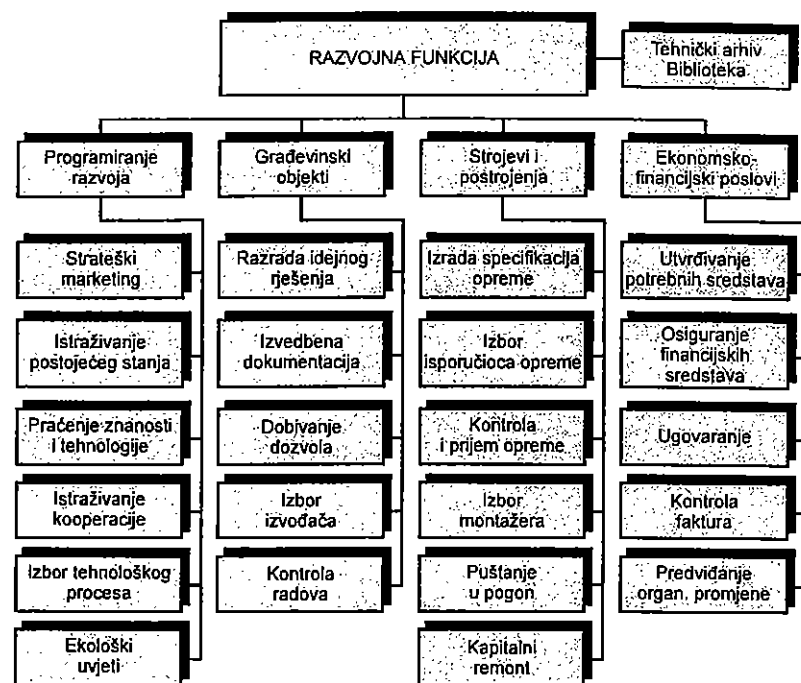 RAZVOJNA FUNKCIJA
Tehnički arhiv
Biblioteka
Programiranje
razvoja
Strateški
marketing
Istraživanje
postojećeg stanja
Praćenje znanosti
i tehnologije
Istraživanje
kooperacije
Izbor tehnološkog
procesa
Ekološki
uvjeti
Građevinski
objekti
Razrada idejnog
rješenja
Izvedbena
dokumentacija
Dobivanje
dozvola
Izbor
izvođača
Kontrola
radova
Strojevi i
postrojenja
Izrada specifikacija
opreme
Izbor
isporučioca opreme
Kontrola
i prijem opreme
Izbor
montažera
Puštanje
u pogon
Kapitalni
remont
Ekonomsko-
financijski poslovi
Utvrđivanje
potrebnih sredstava
Osiguranje
financijskih
sredstava
Ugovaranje
Kontrola
faktura
Predviđanje
organ. promjene